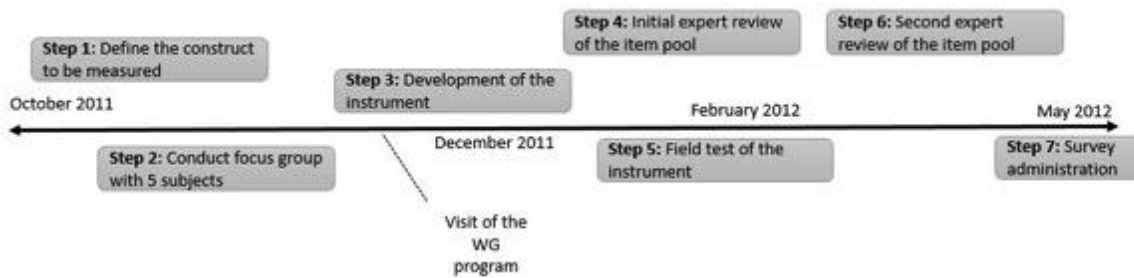 Step 1: Define the construct
to be measured
Step 4: Initial expert review
of the item pool
Step 6: Second expert
review of the item pool
Step 3: Development of the
instrument
October 2011
February 2012
May 2012
December 2011
Step 2: Conduct focus group
with 5 subjects
Step 5: Field test of the
instrument
Step 7: Survey
administration
Visit of the
WG
program